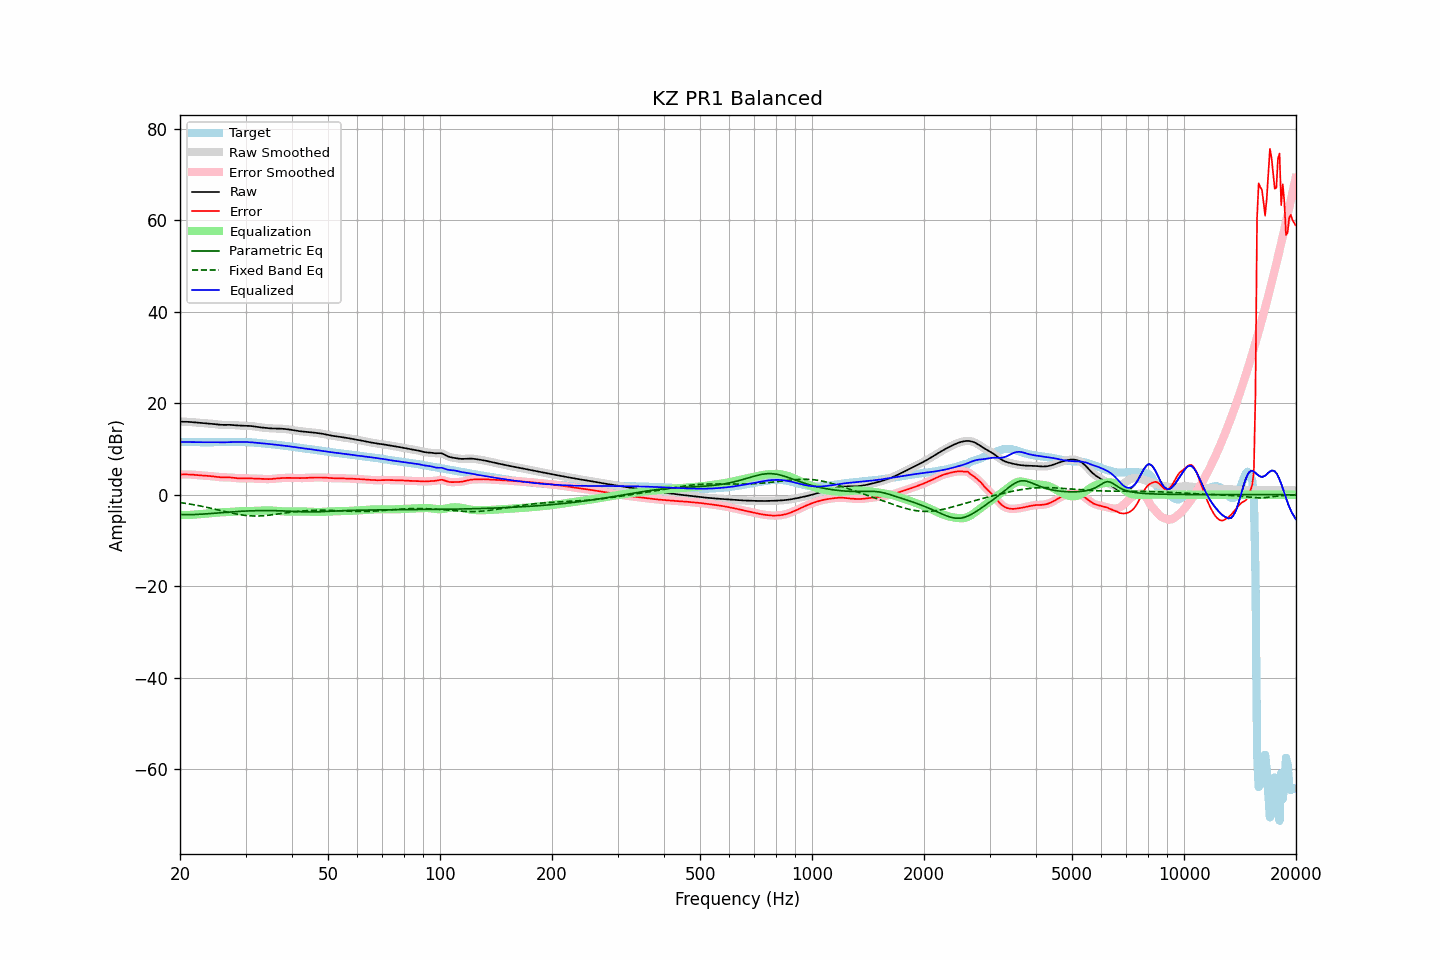 KZ PR1 Balanced
Target
Raw Smoothed
Error Smoothed
Raw
Error
Equalization
Parametric Eq
Fixed Band Eq
Equalized
Amplitude (dBr)
80
60
40
20
0
−20
−40
−60
20 50 100 200 500 1000 2000 5000 10000 20000
Frequency (Hz)